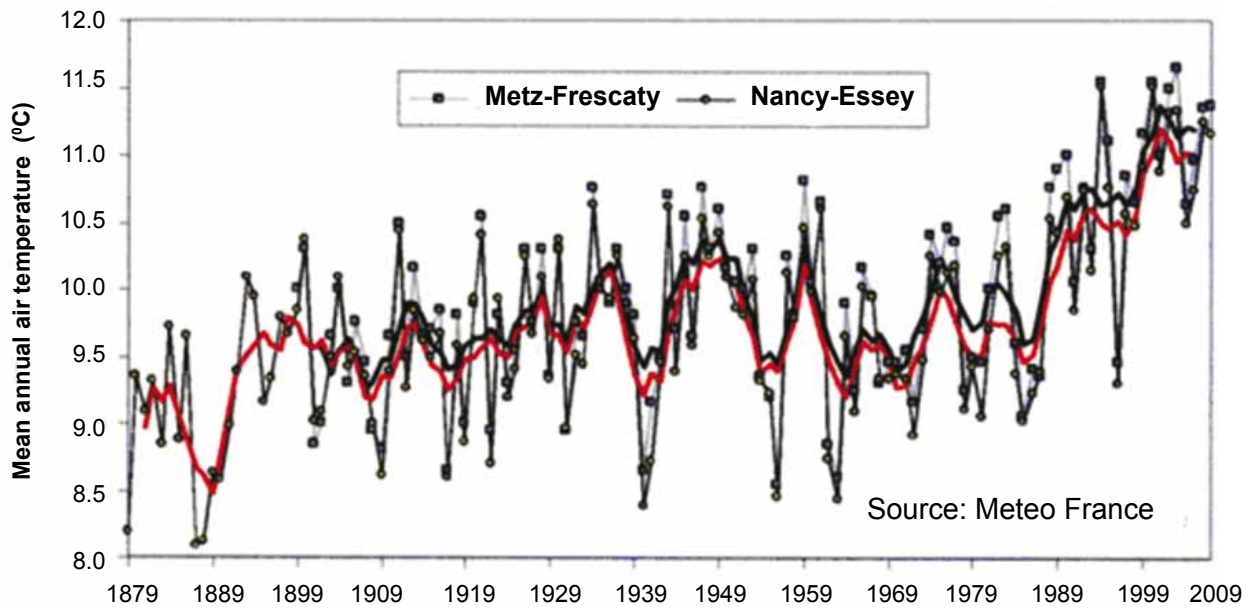 Mean annual air temperature (⁰C)
12.0
11.5
11.0
10.5
10.0
9.5
9.0
8.5
8.0
Metz-Frescaty Nancy-Essey
Source: Meteo France
1879 1889 1899 1909 1919 1929 1939 1949 1959 1969 1979 1989 1999 2009